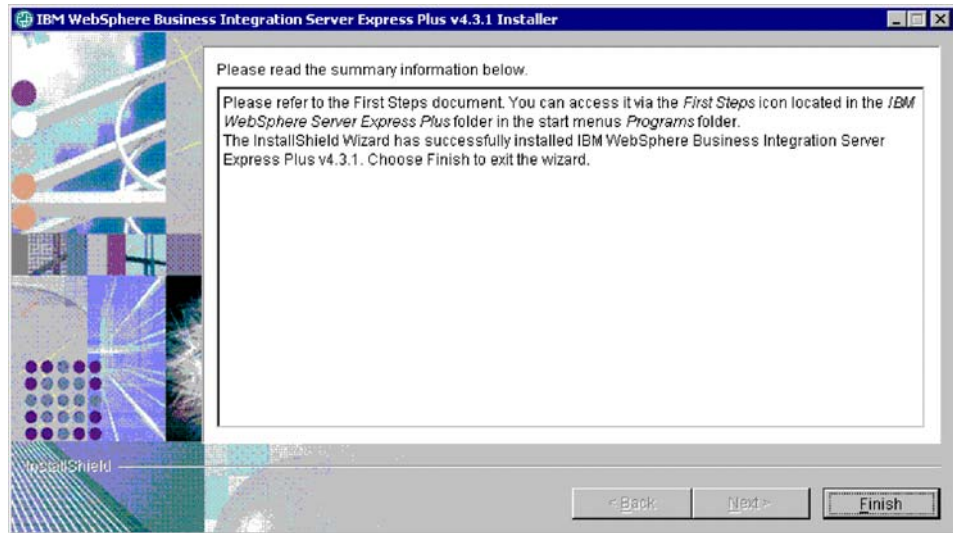 IBM WebSphere Business Integration Server Express Plus v4.3.1 Installer
Please read the summary information below.
Please refer to the First Steps document. You can access it via the First Steps icon located in the IBM
WebSphere Server Express Plus folder in the start menus Programs folder.
The InstallShield Wizard has successfully installed IBM WebSphere Business Integration Server
Express Plus v4.3.1. Choose Finish to exit the wizard.
InstallShield
< Back
Next >
Finish